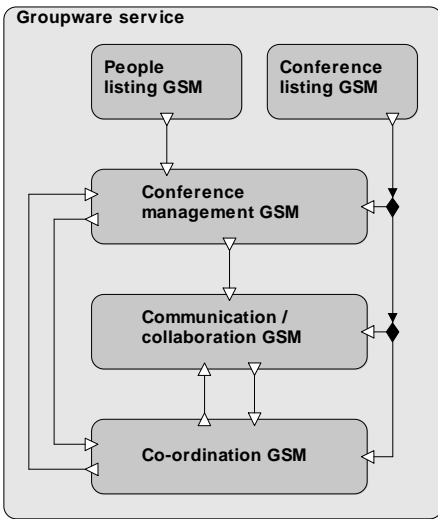 Groupware service
People
listing GSM
Conference
listing GSM
Conference
management GSM
Communication /
collaboration GSM
Co-ordination GSM